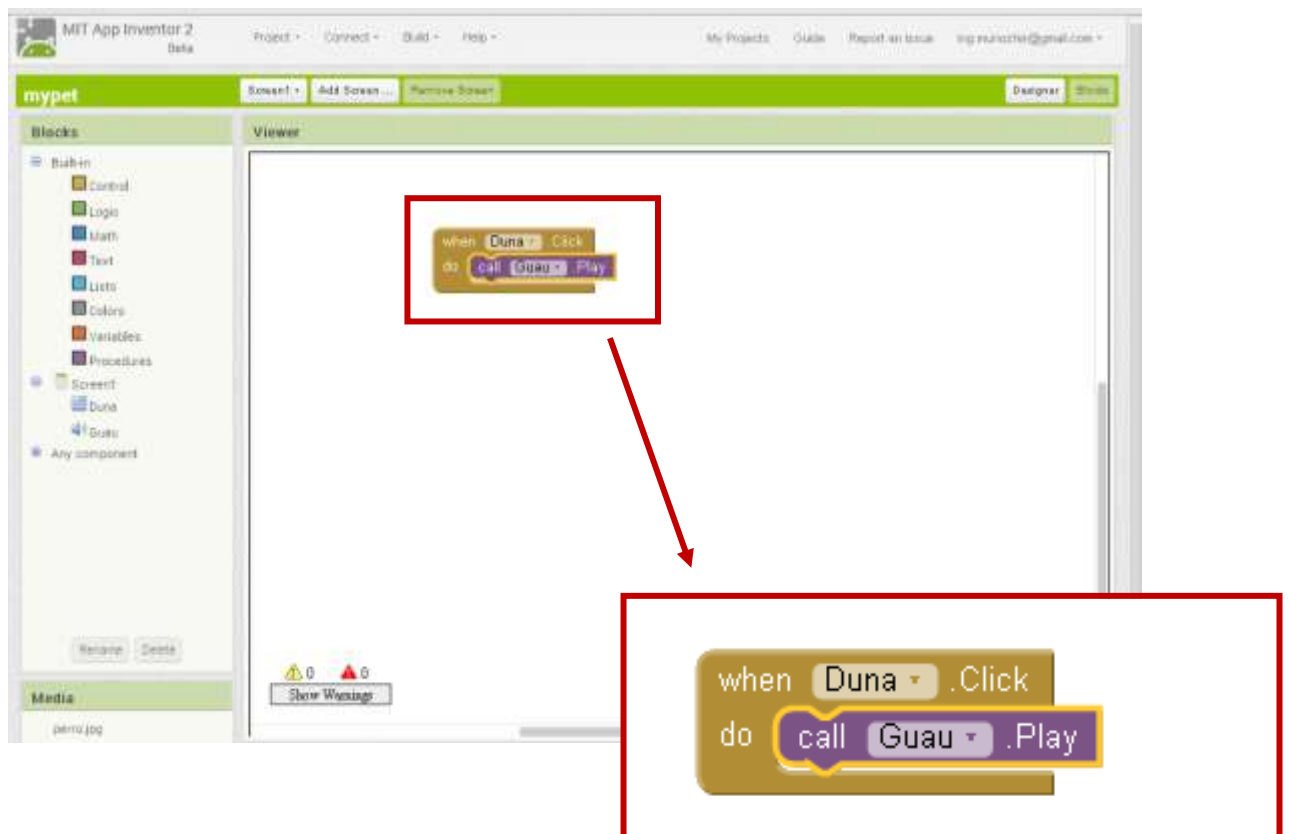 MIT App Inventor 2
Beta
Project Connect Build Help
My Projects Guide Report an Issue
mypet
Screen1 Add Screen ... Remove Screen
Designer Blocks
Blocks
Viewer
Built-in
Control
Logic
Math
Text
Lists
Colors
Variables
Procedures
Screen1
Duna
Guau
Any component
Rename Delete
Media
perro.jpg
when Duna .Click
do call Guau .Play
0 0
Show Warnings
when Duna .Click
do call Guau .Play